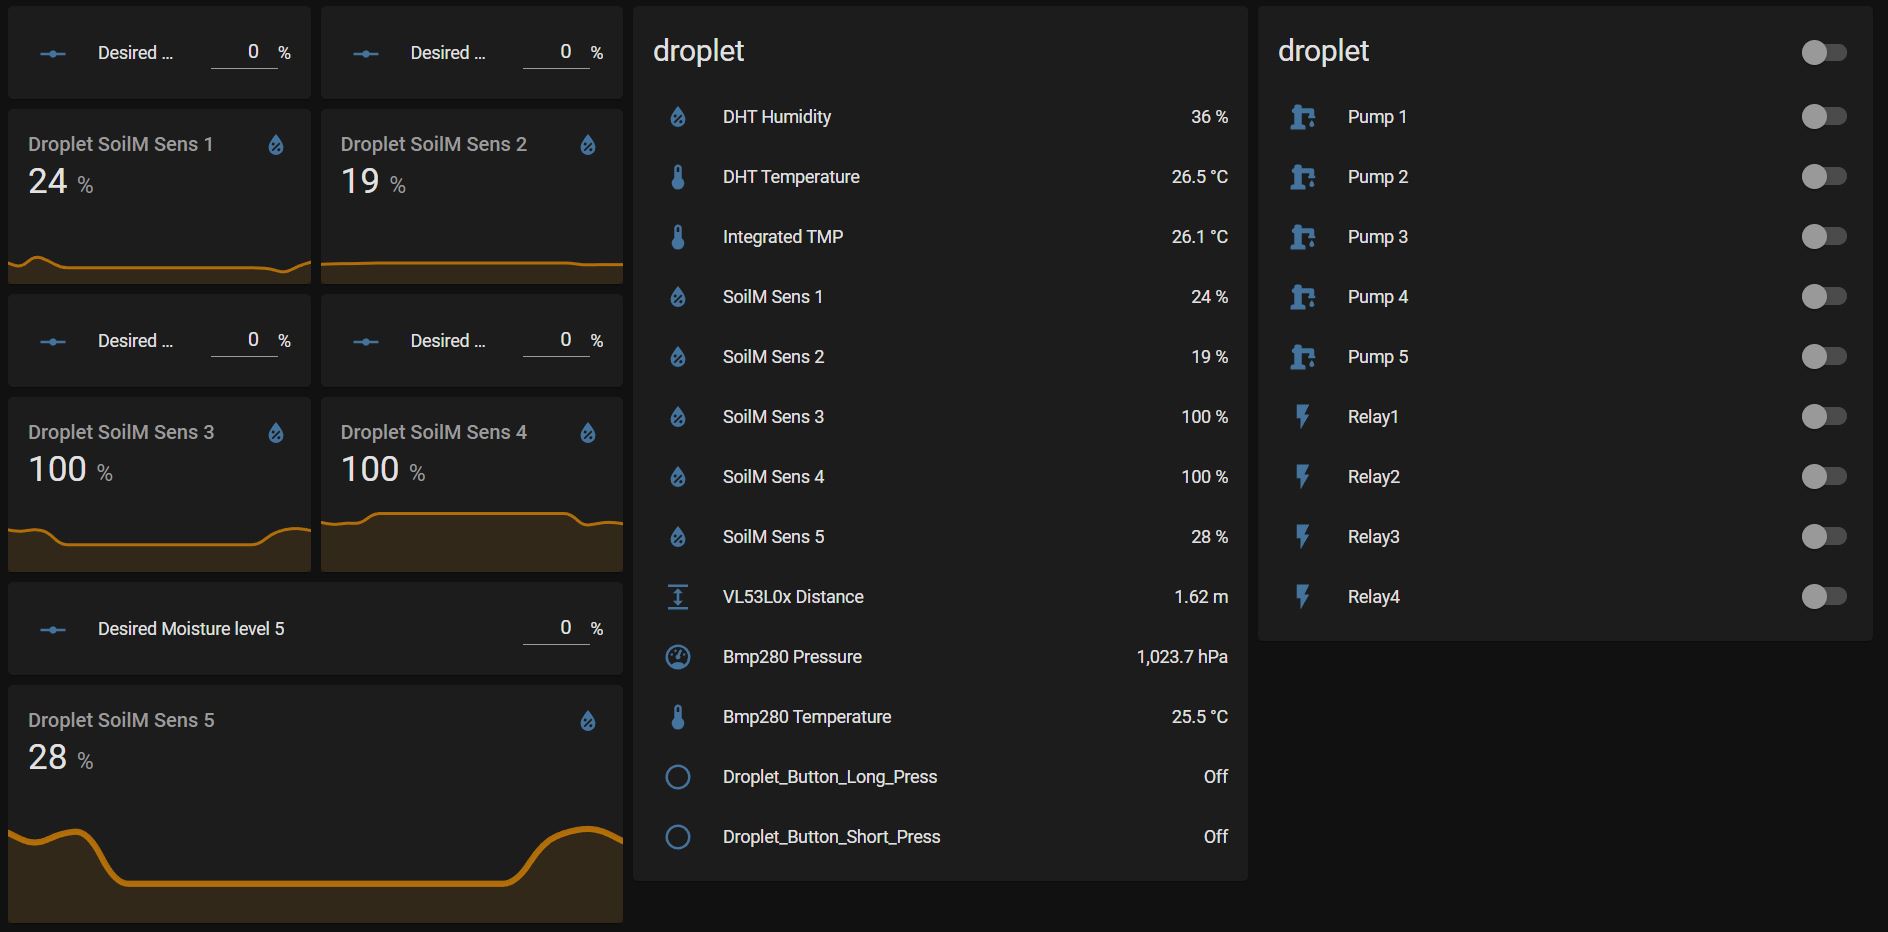 Desired ... 0 %
Desired ... 0 %
Droplet SoilM Sens 1
24 %
Droplet SoilM Sens 2
19 %
Desired ... 0 %
Desired ... 0 %
Droplet SoilM Sens 3
100 %
Droplet SoilM Sens 4
100 %
Desired Moisture level 5 0 %
Droplet SoilM Sens 5
28 %
droplet
DHT Humidity 36 %
DHT Temperature 26.5 °C
Integrated TMP 26.1 °C
SoilM Sens 1 24 %
SoilM Sens 2 19 %
SoilM Sens 3 100 %
SoilM Sens 4 100 %
SoilM Sens 5 28 %
VL53L0x Distance 1.62 m
Bmp280 Pressure 1,023.7 hPa
Bmp280 Temperature 25.5 °C
Droplet_Button_Long_Press Off
Droplet_Button_Short_Press Off
droplet
Pump 1
Pump 2
Pump 3
Pump 4
Pump 5
Relay1
Relay2
Relay3
Relay4